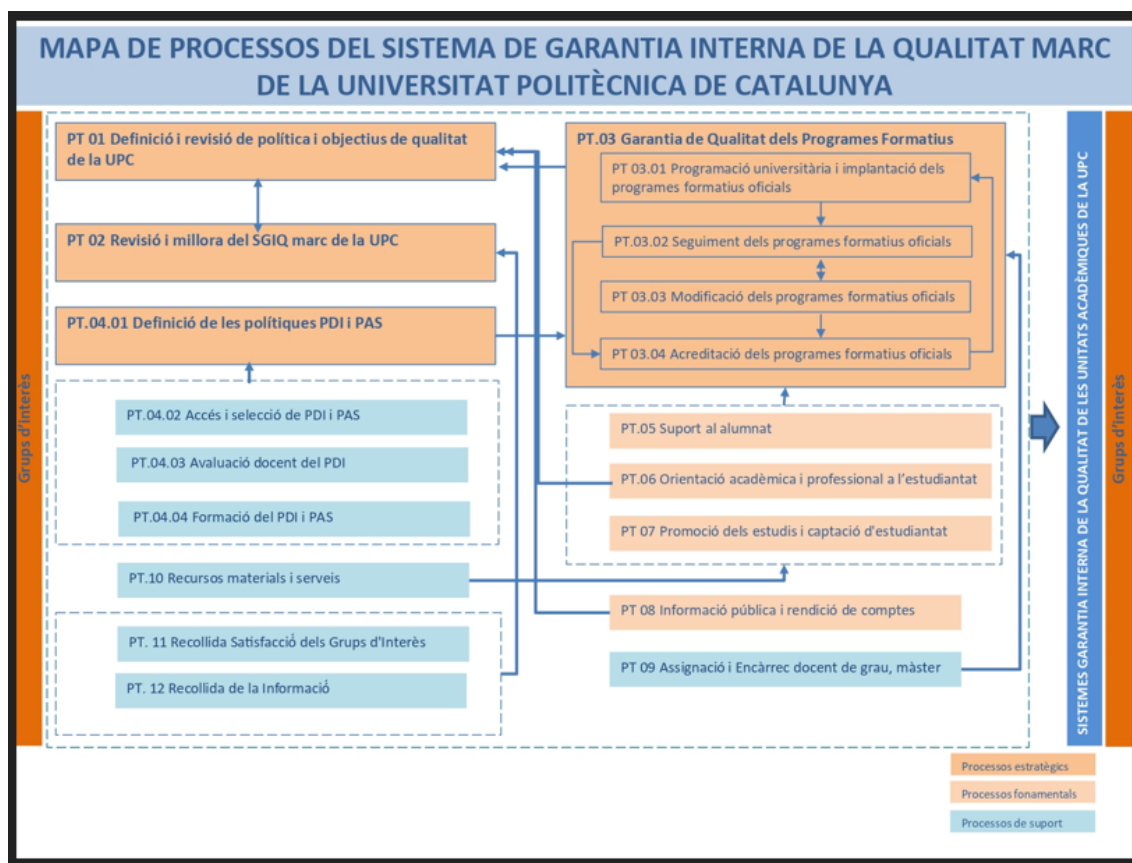 MAPA DE PROCESSOS DEL SISTEMA DE GARANTIA INTERNA DE LA QUALITAT MARC
DE LA UNIVERSITAT POLITÈCNICA DE CATALUNYA
Grups d'interès
PT 01 Definició i revisió de política i objectius de qualitat
de la UPC
PT 02 Revisió i millora del SGIQ marc de la UPC
PT.04.01 Definició de les polítiques PDI i PAS
PT.04.02 Accés i selecció de PDI i PAS
PT.04.03 Avaluació docent del PDI
PT.04.04 Formació del PDI i PAS
PT.10 Recursos materials i serveis
PT. 11 Recollida Satisfacció dels Grups d'Interès
PT. 12 Recollida de la Informació
PT.03 Garantia de Qualitat dels Programes Formatius
PT 03.01 Programació universitària i implantació dels
programes formatius oficials
PT.03.02 Seguiment dels programes formatius oficials
PT 03.03 Modificació dels programes formatius oficials
PT 03.04 Acreditació dels programes formatius oficials
PT.05 Suport al alumnat
PT.06 Orientació acadèmica i professional a l'estudiantat
PT 07 Promoció dels estudis i captació d'estudiantat
PT 08 Informació pública i rendició de comptes
PT 09 Assignació i Encàrrec docent de grau, màster
SISTEMES GARANTIA INTERNA DE LA QUALITAT DE LES UNITATS ACADÈMIQUES DE LA UPC
Grups d'interès
Processos estratègics
Processos fonamentals
Processos de suport